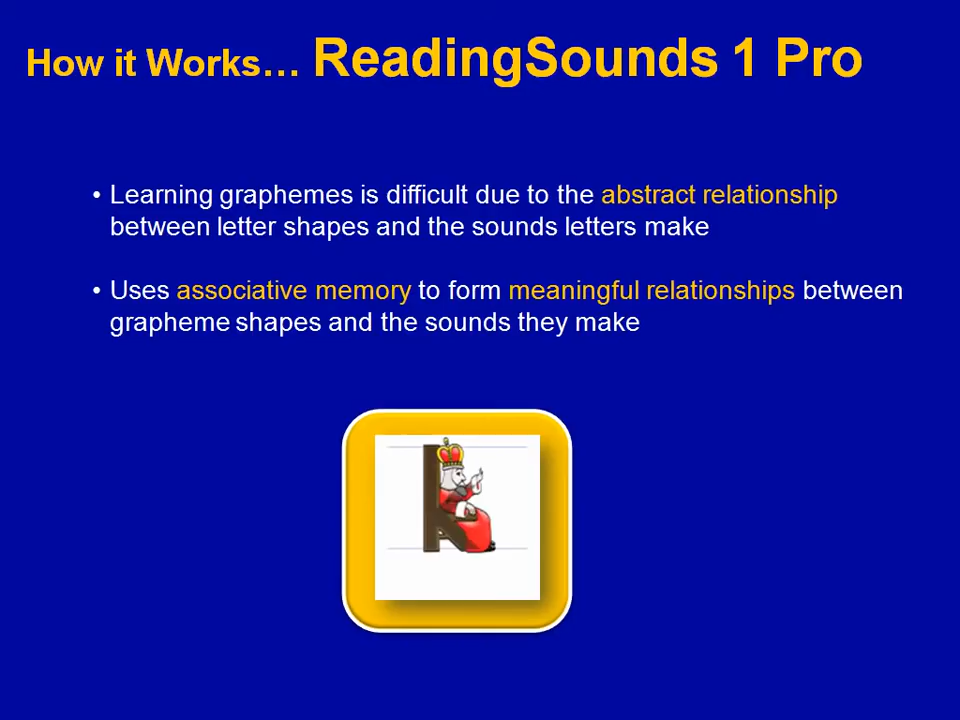 How it Works… ReadingSounds 1 Pro
• Learning graphemes is difficult due to the abstract relationship
between letter shapes and the sounds letters make
• Uses associative memory to form meaningful relationships between
grapheme shapes and the sounds they make